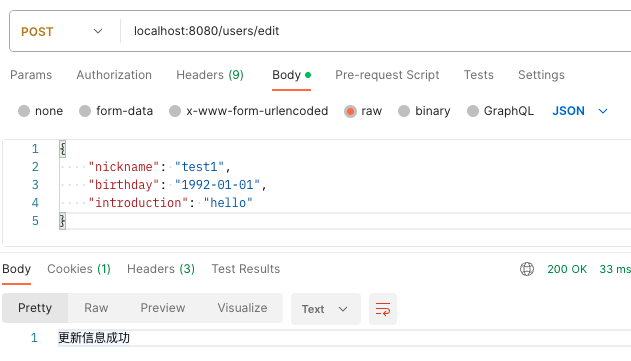 POST localhost:8080/users/edit
Params Authorization Headers (9) Body Pre-request Script Tests Settings
none form-data x-www-form-urlencoded raw binary GraphQL JSON
1 {
2 "nickname": "test1",
3 "birthday": "1992-01-01",
4 "introduction": "hello"
5 }
Body Cookies (1) Headers (3) Test Results 200 OK 33 ms
Pretty Raw Preview Visualize Text
1 更新信息成功